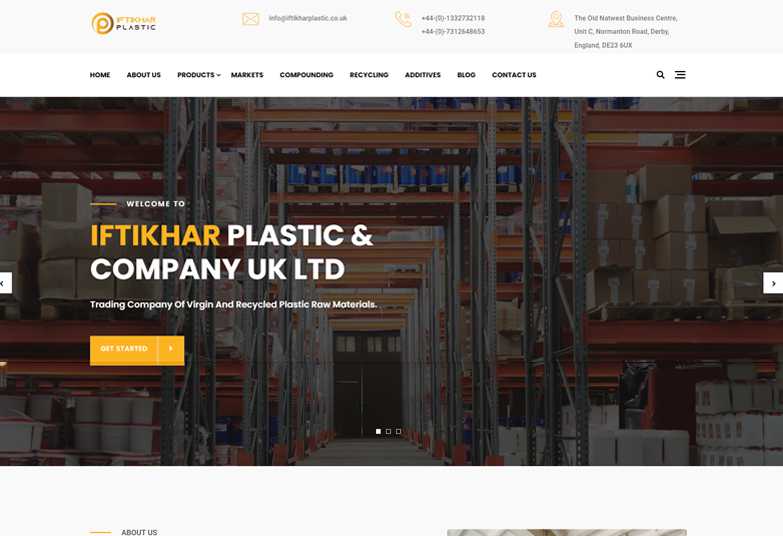 IFTIKHAR
PLASTIC
info@iftikharplastic.co.uk
+44-(0)-1332732118
+44-(0)-7312648653
The Old Natwest Business Centre,
Unit C, Normanton Road, Derby,
England, DE23 6UX
HOME ABOUT US PRODUCTS MARKETS COMPOUNDING RECYCLING ADDITIVES BLOG CONTACT US
WELCOME TO
IFTIKHAR PLASTIC &
COMPANY UK LTD
Trading Company Of Virgin And Recycled Plastic Raw Materials.
GET STARTED
ABOUT US